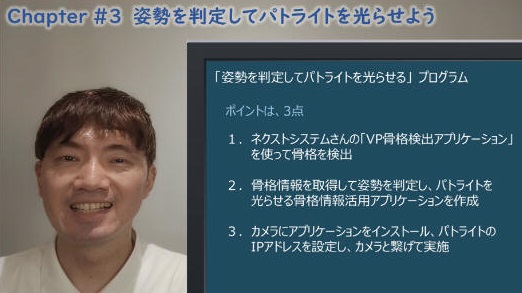 Chapter #3 姿勢を判定してパトライトを光らせよう
「姿勢を判定してパトライトを光らせる」プログラム
ポイントは、3点
1．ネクストシステムさんの「VP骨格検出アプリケーション」
を使って骨格を検出
2．骨格情報を取得して姿勢を判定し、パトライトを
光らせる骨格情報活用アプリケーションを作成
3．カメラにアプリケーションをインストール、パトライトの
IPアドレスを設定し、カメラと繋げて実施